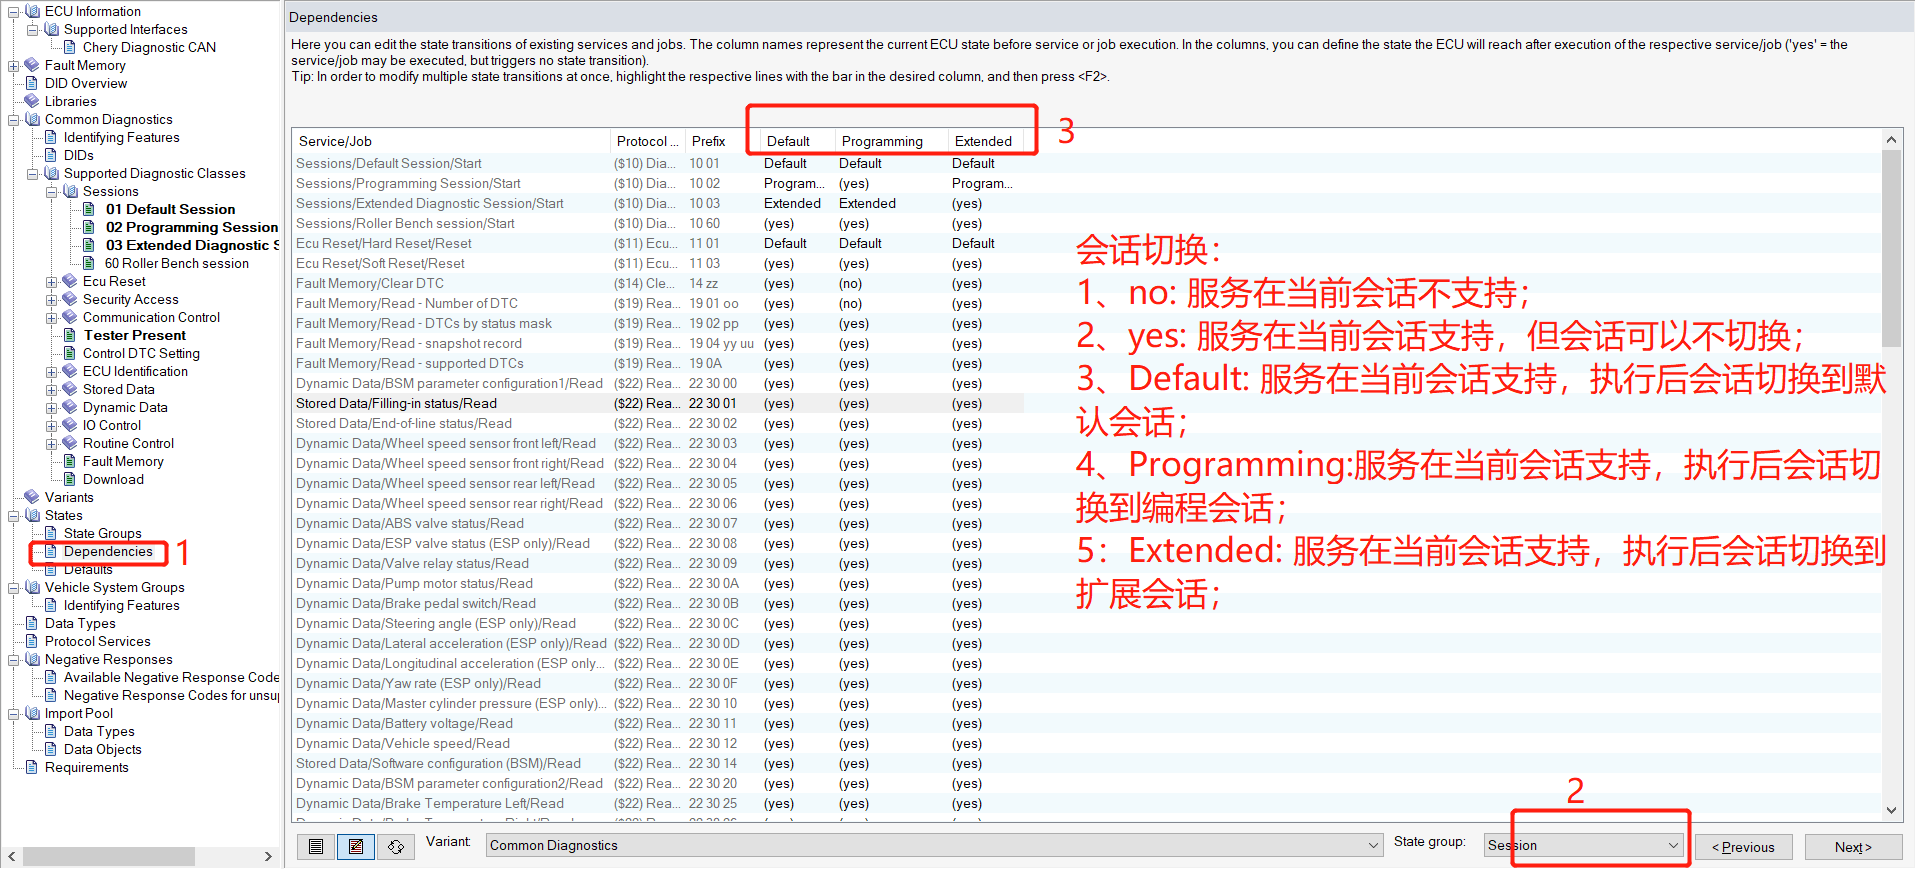 ECU Information
Supported Interfaces
Chery Diagnostic CAN
Fault Memory
DID Overview
Libraries
Common Diagnostics
Identifying Features
DIDs
Supported Diagnostic Classes
Sessions
01 Default Session
02 Programming Session
03 Extended Diagnostic S
60 Roller Bench session
Ecu Reset
Security Access
Communication Control
Tester Present
Control DTC Setting
ECU Identification
Stored Data
Dynamic Data
IO Control
Routine Control
Fault Memory
Download
Variants
States
State Groups
Dependencies 1
Defaults
Vehicle System Groups
Identifying Features
Data Types
Protocol Services
Negative Responses
Available Negative Response Code
Negative Response Codes for unsup
Import Pool
Data Types
Data Objects
Requirements
Dependencies
Here you can edit the state transitions of existing services and jobs. The column names represent the current ECU state before service or job execution. In the columns, you can define the state the ECU will reach after execution of the respective service/job ('yes' = the
service/job may be executed, but triggers no state transition).
Tip: In order to modify multiple state transitions at once, highlight the respective lines with the bar in the desired column, and then press <F2>.
3
Service/Job Protocol ... Prefix Default Programming Extended
Sessions/Default Session/Start ($10) Dia... 10 01 Default Default Default
Sessions/Programming Session/Start ($10) Dia... 10 02 Program... (yes) Program...
Sessions/Extended Diagnostic Session/Start ($10) Dia... 10 03 Extended Extended (yes)
Sessions/Roller Bench session/Start ($10) Dia... 10 60 (yes) (yes) (yes)
Ecu Reset/Hard Reset/Reset ($11) Ecu... 11 01 Default Default Default
Ecu Reset/Soft Reset/Reset ($11) Ecu... 11 03 (yes) (yes) (yes)
Fault Memory/Clear DTC ($14) Cle... 14 zz (yes) (no) (yes)
Fault Memory/Read - Number of DTC ($19) Rea... 19 01 oo (yes) (no) (yes)
Fault Memory/Read - DTCs by status mask ($19) Rea... 19 02 pp (yes) (yes) (yes)
Fault Memory/Read - snapshot record ($19) Rea... 19 04 yy uu (yes) (yes) (yes)
Fault Memory/Read - supported DTCs ($19) Rea... 19 0A (yes) (yes) (yes)
Dynamic Data/BSM parameter configuration1/Read ($22) Rea... 22 30 00 (yes) (yes) (yes)
Stored Data/Filling-in status/Read ($22) Rea... 22 30 01 (yes) (yes) (yes)
Stored Data/End-of-line status/Read ($22) Rea... 22 30 02 (yes) (yes) (yes)
Dynamic Data/Wheel speed sensor front left/Read ($22) Rea... 22 30 03 (yes) (yes) (yes)
Dynamic Data/Wheel speed sensor front right/Read ($22) Rea... 22 30 04 (yes) (yes) (yes)
Dynamic Data/Wheel speed sensor rear left/Read ($22) Rea... 22 30 05 (yes) (yes) (yes)
Dynamic Data/Wheel speed sensor rear right/Read ($22) Rea... 22 30 06 (yes) (yes) (yes)
Dynamic Data/ABS valve status/Read ($22) Rea... 22 30 07 (yes) (yes) (yes)
Dynamic Data/ESP valve status (ESP only)/Read ($22) Rea... 22 30 08 (yes) (yes) (yes)
Dynamic Data/Valve relay status/Read ($22) Rea... 22 30 09 (yes) (yes) (yes)
Dynamic Data/Pump motor status/Read ($22) Rea... 22 30 0A (yes) (yes) (yes)
Dynamic Data/Brake pedal switch/Read ($22) Rea... 22 30 0B (yes) (yes) (yes)
Dynamic Data/Steering angle (ESP only)/Read ($22) Rea... 22 30 0C (yes) (yes) (yes)
Dynamic Data/Lateral acceleration (ESP only)/Read ($22) Rea... 22 30 0D (yes) (yes) (yes)
Dynamic Data/Longitudinal acceleration (ESP only... ($22) Rea... 22 30 0E (yes) (yes) (yes)
Dynamic Data/Yaw rate (ESP only)/Read ($22) Rea... 22 30 0F (yes) (yes) (yes)
Dynamic Data/Master cylinder pressure (ESP only)... ($22) Rea... 22 30 10 (yes) (yes) (yes)
Dynamic Data/Battery voltage/Read ($22) Rea... 22 30 11 (yes) (yes) (yes)
Dynamic Data/Vehicle speed/Read ($22) Rea... 22 30 12 (yes) (yes) (yes)
Stored Data/Software configuration (BSM)/Read ($22) Rea... 22 30 14 (yes) (yes) (yes)
Dynamic Data/BSM parameter configuration2/Read ($22) Rea... 22 30 20 (yes) (yes) (yes)
Dynamic Data/Brake Temperature Left/Read ($22) Rea... 22 30 25 (yes) (yes) (yes)
会话切换：
1、no: 服务在当前会话不支持；
2、yes: 服务在当前会话支持，但会话可以不切换；
3、Default: 服务在当前会话支持，执行后会话切换到默
认会话；
4、Programming:服务在当前会话支持，执行后会话切
换到编程会话；
5：Extended: 服务在当前会话支持，执行后会话切换到
扩展会话；
2
Variant: Common Diagnostics State group: Session < Previous Next >